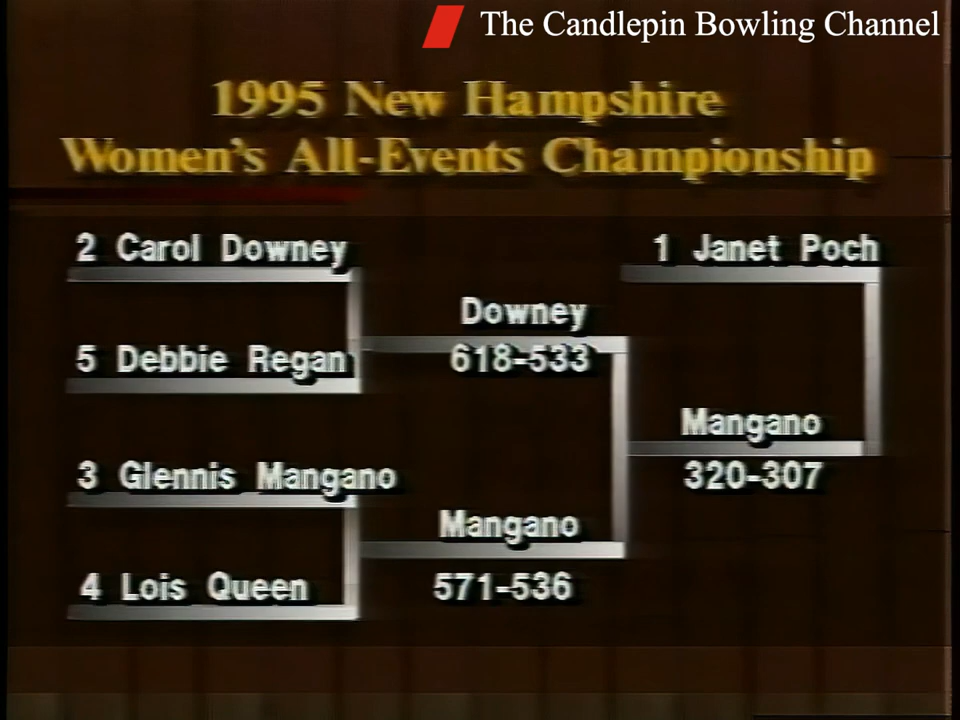 The Candlepin Bowling Channel
1995 New Hampshire
Women's All-Events Championship
2 Carol Downey
5 Debbie Regan
3 Glennis Mangano
4 Lois Queen
Downey
618-533
Mangano
571-536
1 Janet Poch
Mangano
320-307